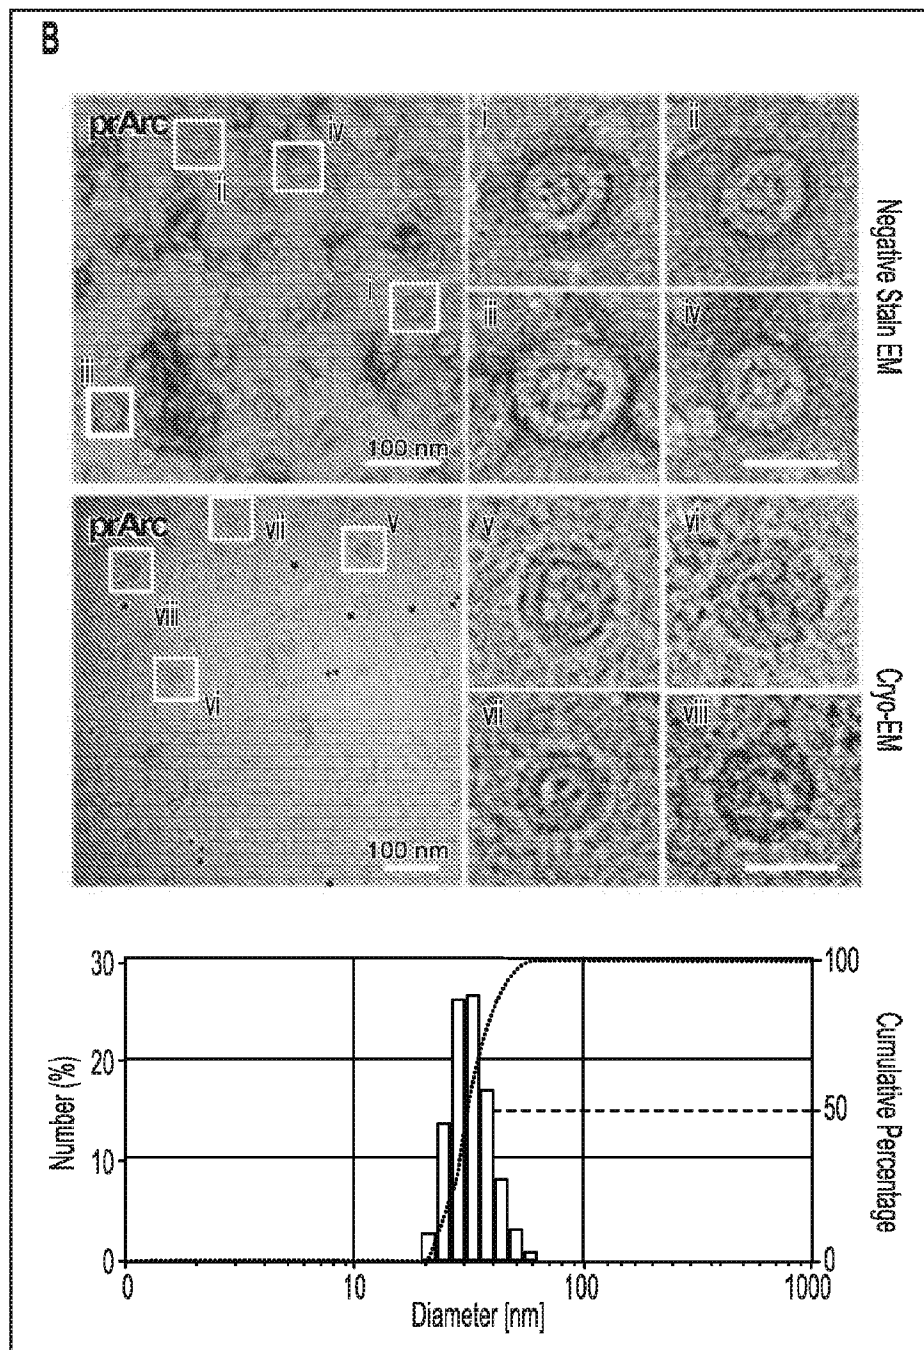 B
prArc
iv
ii
i
iii
100 nm
i
ii
iii
iv
Negative Stain EM
prArc
vii
v
viii
vi
100 nm
v
vi
vii
viii
Cryo-EM
30
20
10
0
Number (%)
100
50
0
Cumulative Percentage
0
10
100
1000
Diameter [nm]